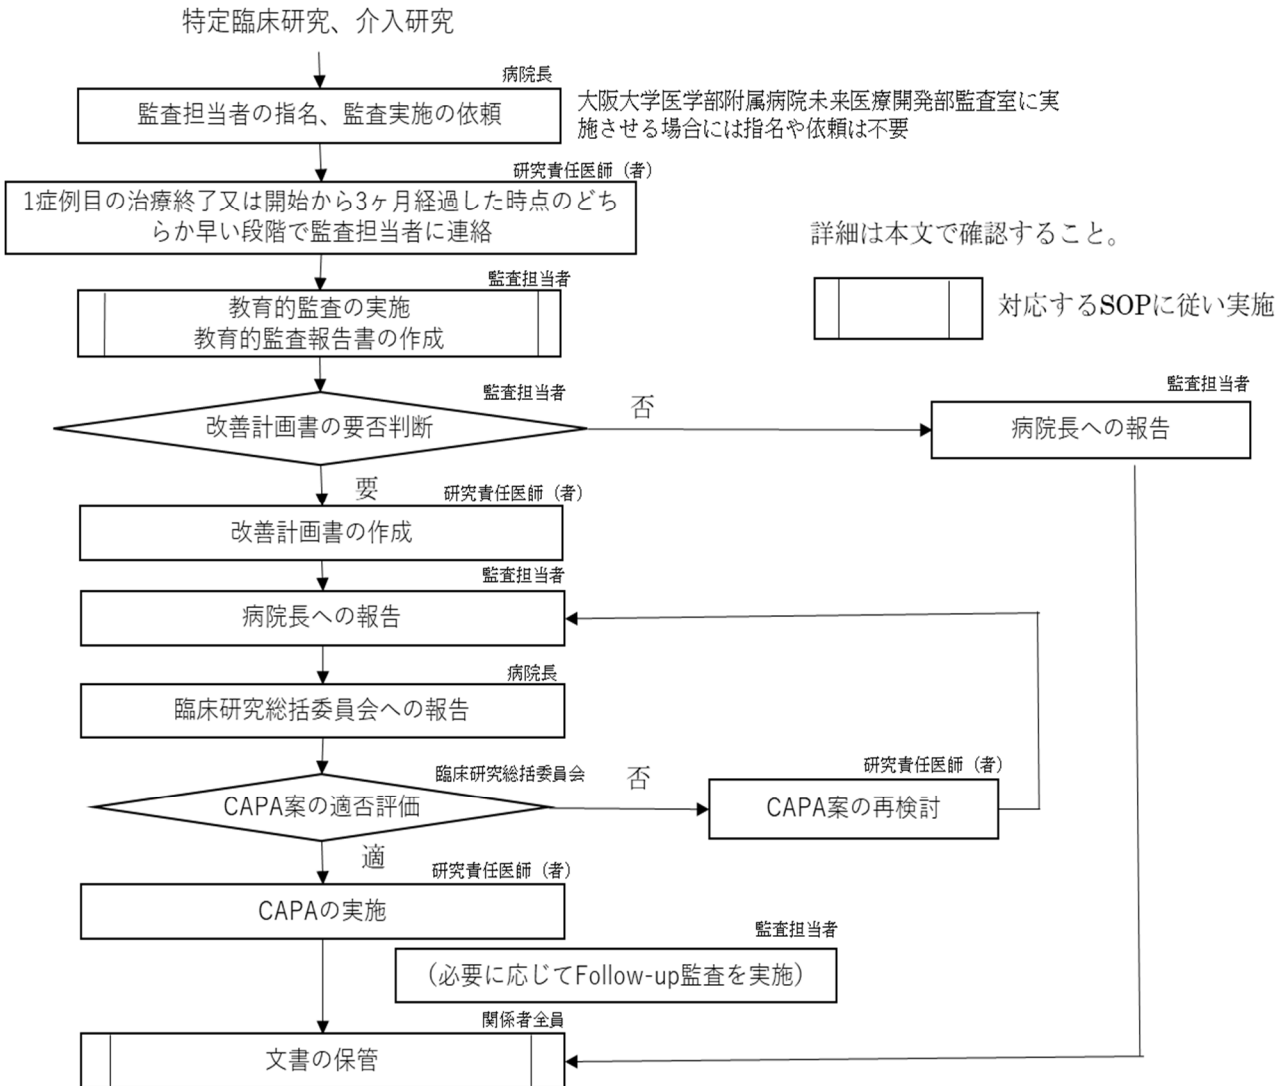 特定臨床研究、介入研究
病院長
監査担当者の指名、監査実施の依頼
大阪大学医学部附属病院未来医療開発部監査室に実
施させる場合には指名や依頼は不要
研究責任医師（者）
1症例目の治療終了又は開始から3ヶ月経過した時点のどち
らか早い段階で監査担当者に連絡
詳細は本文で確認すること。
監査担当者
教育的監査の実施
教育的監査報告書の作成
対応するSOPに従い実施
監査担当者
改善計画書の要否判断
否
監査担当者
病院長への報告
要
研究責任医師（者）
改善計画書の作成
監査担当者
病院長への報告
病院長
臨床研究総括委員会への報告
臨床研究総括委員会
CAPA案の適否評価
否
研究責任医師（者）
CAPA案の再検討
適
研究責任医師（者）
CAPAの実施
監査担当者
（必要に応じてFollow-up監査を実施）
関係者全員
文書の保管